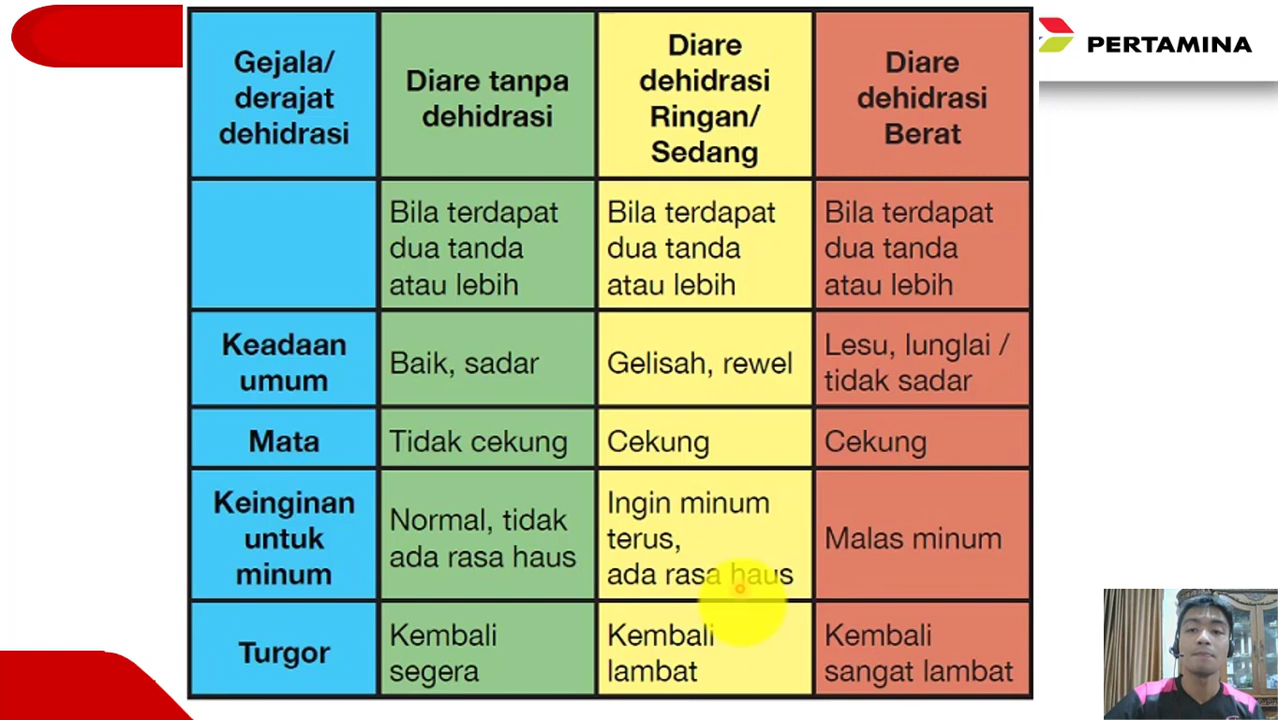 PERTAMINA
Gejala/
derajat
dehidrasi
Diare tanpa
dehidrasi
Diare
dehidrasi
Ringan/
Sedang
Diare
dehidrasi
Berat
Bila terdapat
dua tanda
atau lebih
Bila terdapat
dua tanda
atau lebih
Bila terdapat
dua tanda
atau lebih
Keadaan
umum
Baik, sadar
Gelisah, rewel
Lesu, lunglai /
tidak sadar
Mata
Tidak cekung
Cekung
Cekung
Keinginan
untuk
minum
Normal, tidak
ada rasa haus
Ingin minum
terus,
ada rasa haus
Malas minum
Turgor
Kembali
segera
Kembali
lambat
Kembali
sangat lambat